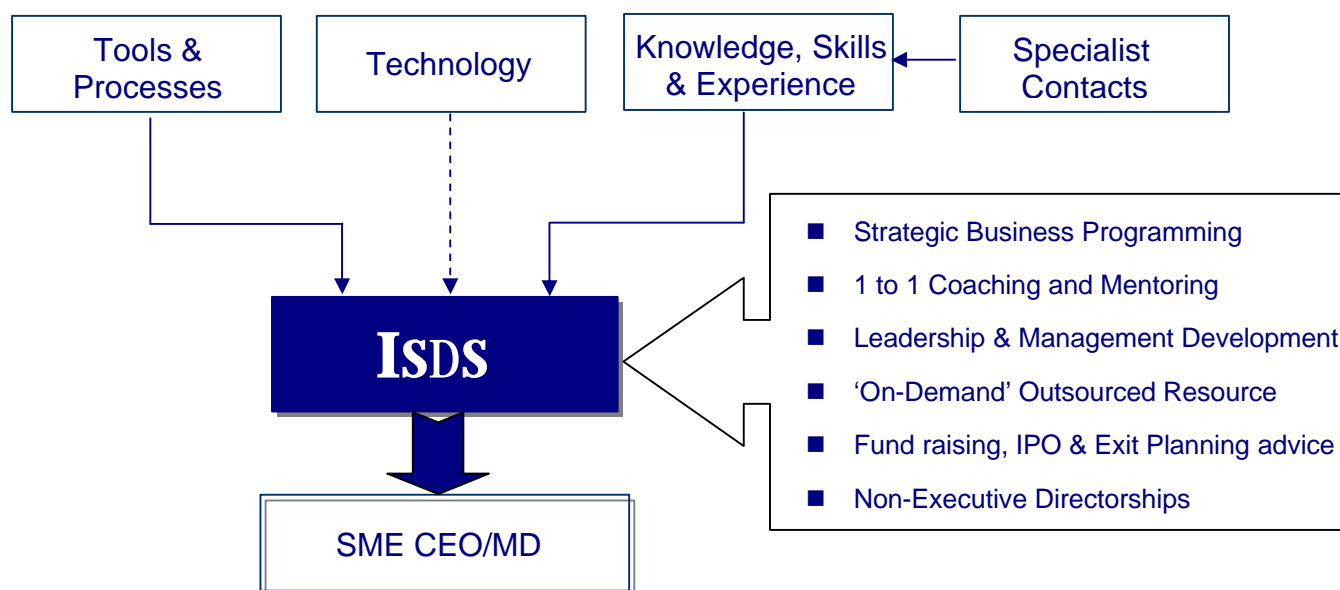 Tools &
Processes
Technology
Knowledge, Skills
& Experience
Specialist
Contacts
■ Strategic Business Programming
■ 1 to 1 Coaching and Mentoring
■ Leadership & Management Development
■ ‘On-Demand’ Outsourced Resource
■ Fund raising, IPO & Exit Planning advice
■ Non-Executive Directorships
ISDS
SME CEO/MD